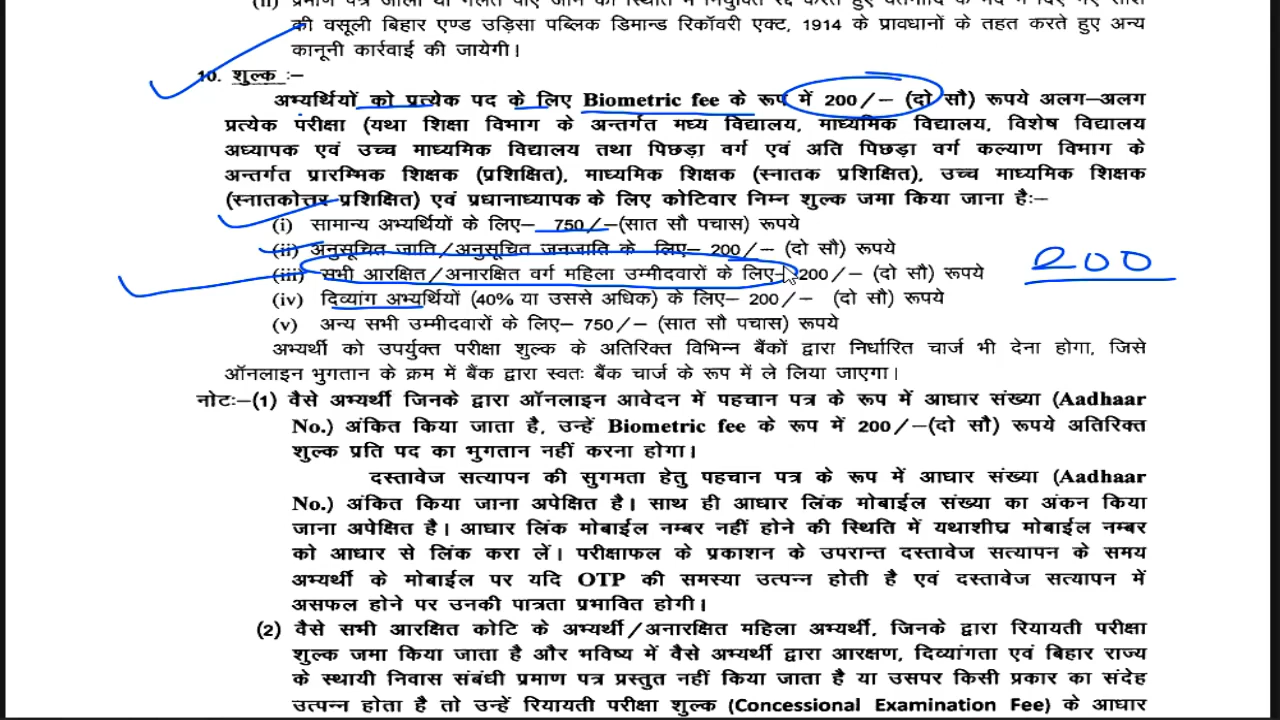 (ii) प्रमाण पत्र जाली या गलत पाए जाने की स्थिति में नियुक्ति रद्द करते हुए वेतनादि के मद में दिए गए राशि
की वसूली बिहार एण्ड उड़िसा पब्लिक डिमान्ड रिकॉवरी एक्ट, 1914 के प्रावधानों के तहत करते हुए अन्य
कानूनी कार्रवाई की जायेगी।
10. शुल्क :–
अभ्यर्थियों को प्रत्येक पद के लिए Biometric fee के रूप में 200/– (दो सौ) रूपये अलग–अलग
प्रत्येक परीक्षा (यथा शिक्षा विभाग के अन्तर्गत मध्य विद्यालय, माध्यमिक विद्यालय, विशेष विद्यालय
अध्यापक एवं उच्च माध्यमिक विद्यालय तथा पिछड़ा वर्ग एवं अति पिछड़ा वर्ग कल्याण विभाग के
अन्तर्गत प्रारम्भिक शिक्षक (प्रशिक्षित), माध्यमिक शिक्षक (स्नातक प्रशिक्षित), उच्च माध्यमिक शिक्षक
(स्नातकोत्तर प्रशिक्षित) एवं प्रधानाध्यापक के लिए कोटिवार निम्न शुल्क जमा किया जाना है:–
(i) सामान्य अभ्यर्थियों के लिए– 750/–(सात सौ पचास) रूपये
(ii) अनुसूचित जाति/अनुसूचित जनजाति के लिए– 200/– (दो सौ) रूपये
(iii) सभी आरक्षित/अनारक्षित वर्ग महिला उम्मीदवारों के लिए– 200/– (दो सौ) रूपये
200
(iv) दिव्यांग अभ्यर्थियों (40% या उससे अधिक) के लिए– 200/– (दो सौ) रूपये
(v) अन्य सभी उम्मीदवारों के लिए– 750/– (सात सौ पचास) रूपये
अभ्यर्थी को उपर्युक्त परीक्षा शुल्क के अतिरिक्त विभिन्न बैंकों द्वारा निर्धारित चार्ज भी देना होगा, जिसे
ऑनलाइन भुगतान के क्रम में बैंक द्वारा स्वतः बैंक चार्ज के रूप में ले लिया जाएगा।
नोटः–(1) वैसे अभ्यर्थी जिनके द्वारा ऑनलाइन आवेदन में पहचान पत्र के रूप में आधार संख्या (Aadhaar
No.) अंकित किया जाता है, उन्हें Biometric fee के रूप में 200/–(दो सौ) रूपये अतिरिक्त
शुल्क प्रति पद का भुगतान नहीं करना होगा।
दस्तावेज सत्यापन की सुगमता हेतु पहचान पत्र के रूप में आधार संख्या (Aadhaar
No.) अंकित किया जाना अपेक्षित है। साथ ही आधार लिंक मोबाईल संख्या का अंकन किया
जाना अपेक्षित है। आधार लिंक मोबाईल नम्बर नहीं होने की स्थिति में यथाशीघ्र मोबाईल नम्बर
को आधार से लिंक करा लें। परीक्षाफल के प्रकाशन के उपरान्त दस्तावेज सत्यापन के समय
अभ्यर्थी के मोबाईल पर यदि OTP की समस्या उत्पन्न होती है एवं दस्तावेज सत्यापन में
असफल होने पर उनकी पात्रता प्रभावित होगी।
(2) वैसे सभी आरक्षित कोटि के अभ्यर्थी/अनारक्षित महिला अभ्यर्थी, जिनके द्वारा रियायती परीक्षा
शुल्क जमा किया जाता है और भविष्य में वैसे अभ्यर्थी द्वारा आरक्षण, दिव्यांगता एवं बिहार राज्य
के स्थायी निवास संबंधी प्रमाण पत्र प्रस्तुत नहीं किया जाता है या उसपर किसी प्रकार का संदेह
उत्पन्न होता है तो उन्हें रियायती परीक्षा शुल्क (Concessional Examination Fee) के आधार